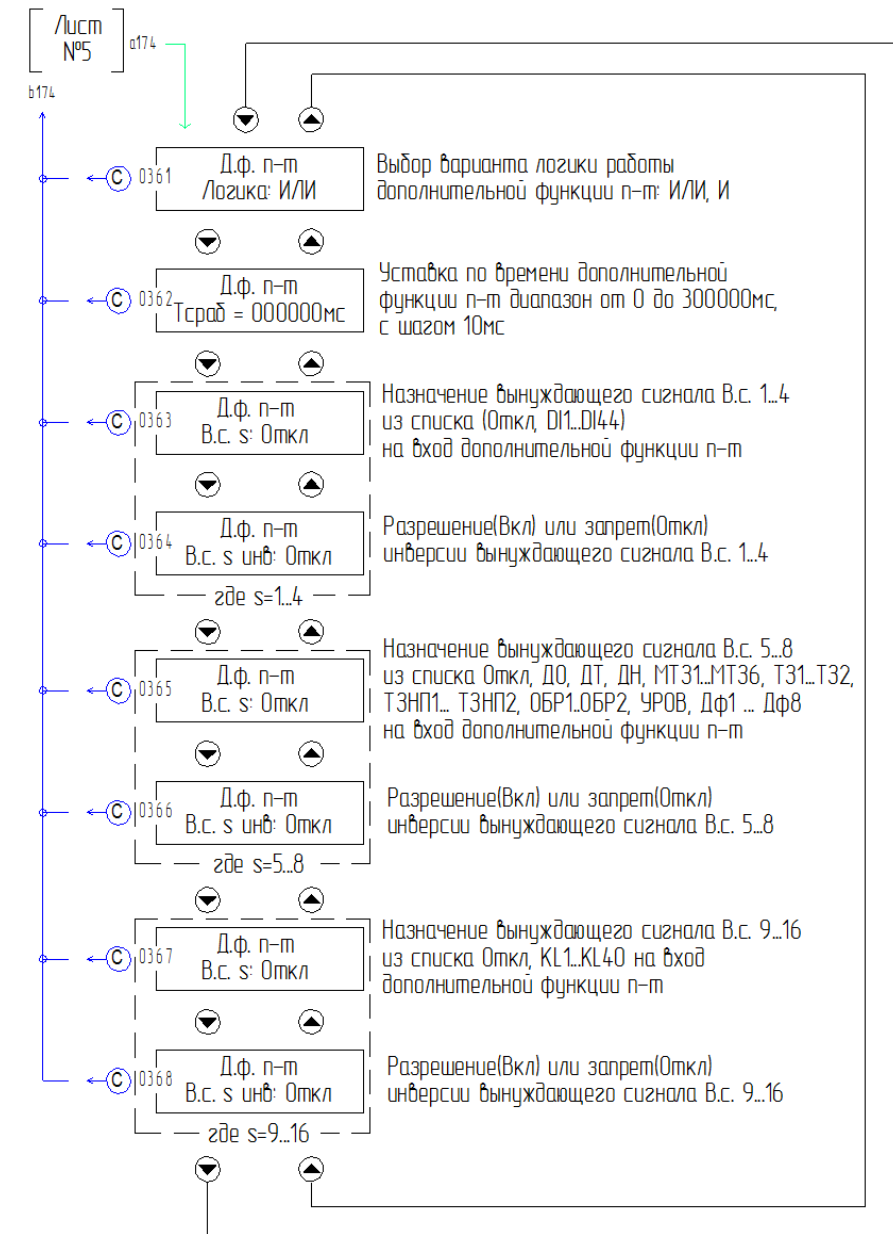 Лист
№5
a174
b174
С 0361
Д.ф. n-m
Логика: ИЛИ
Выбор варианта логики работы
дополнительной функции n-m: ИЛИ, И
С 0362
Д.ф. n-m
Тсраб = 000000мс
Уставка по времени дополнительной
функции n-m диапазон от 0 до 300000мс,
с шагом 10мс
С 0363
Д.ф. n-m
В.с. s: Откл
Назначение вынуждающего сигнала В.с. 1...4
из списка (Откл, DI1...DI44)
на вход дополнительной функции n-m
С 0364
Д.ф. n-m
В.с. s инв: Откл
Разрешение(Вкл) или запрет(Откл)
инверсии вынуждающего сигнала В.с. 1...4
где s=1...4
С 0365
Д.ф. n-m
В.с. s: Откл
Назначение вынуждающего сигнала В.с. 5...8
из списка Откл, ДО, ДТ, ДН, МТЗ1...МТЗ6, ТЗ1...ТЗ2,
ТЗНП1... ТЗНП2, ОБР1..ОБР2, УРОВ, Дф1 ... Дф8
на вход дополнительной функции n-m
С 0366
Д.ф. n-m
В.с. s инв: Откл
Разрешение(Вкл) или запрет(Откл)
инверсии вынуждающего сигнала В.с. 5...8
где s=5...8
С 0367
Д.ф. n-m
В.с. s: Откл
Назначение вынуждающего сигнала В.с. 9...16
из списка Откл, KL1...KL40 на вход
дополнительной функции n-m
С 0368
Д.ф. n-m
В.с. s инв: Откл
Разрешение(Вкл) или запрет(Откл)
инверсии вынуждающего сигнала В.с. 9...16
где s=9...16